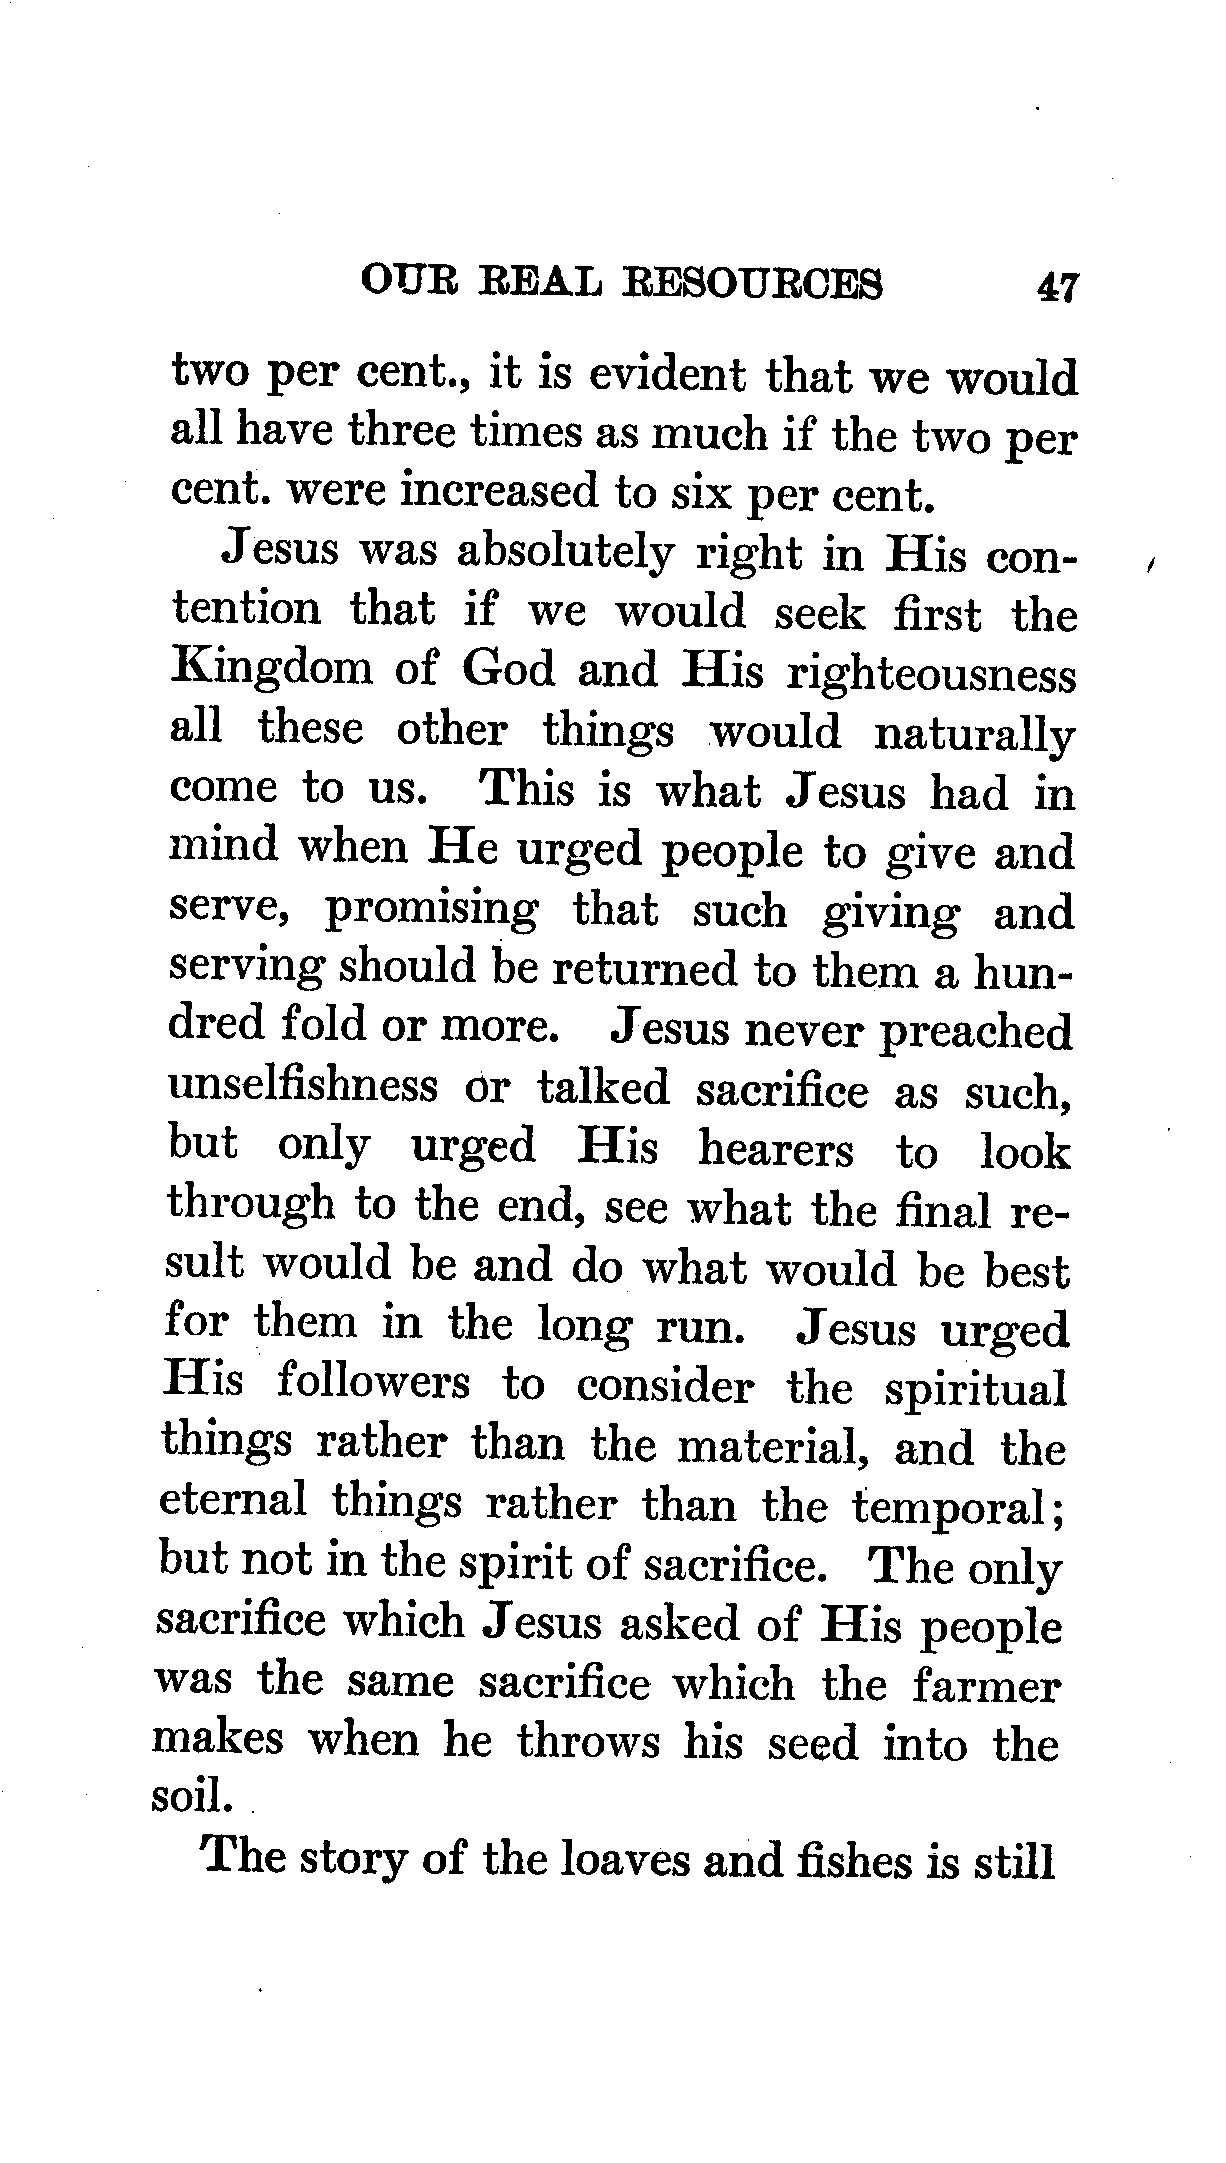 OUR REAL RESOURCES 47
two per cent., it is evident that we would
all have three times as much if the two per
cent. were increased to six per cent.
Jesus was absolutely right in His con-
tention that if we would seek first the
Kingdom of God and His righteousness
all these other things would naturally
come to us. This is what Jesus had in
mind when He urged people to give and
serve, promising that such giving and
serving should be returned to them a hun-
dred fold or more. Jesus never preached
unselfishness or talked sacrifice as such,
but only urged His hearers to look
through to the end, see what the final re-
sult would be and do what would be best
for them in the long run. Jesus urged
His followers to consider the spiritual
things rather than the material, and the
eternal things rather than the temporal;
but not in the spirit of sacrifice. The only
sacrifice which Jesus asked of His people
was the same sacrifice which the farmer
makes when he throws his seed into the
soil.
The story of the loaves and fishes is still